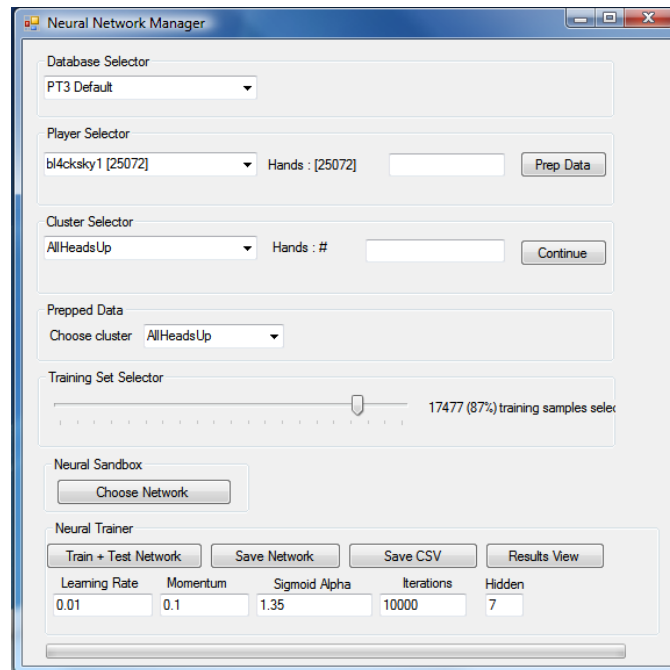 Neural Network Manager
Database Selector
PT3 Default
Player Selector
bl4cksky1 [25072] Hands : [25072] Prep Data
Cluster Selector
AllHeadsUp Hands : # Continue
Prepped Data
Choose cluster AllHeadsUp
Training Set Selector
17477 (87%) training samples selec
Neural Sandbox
Choose Network
Neural Trainer
Train + Test Network Save Network Save CSV Results View
Learning Rate Momentum Sigmoid Alpha Iterations Hidden
0.01 0.1 1.35 10000 7